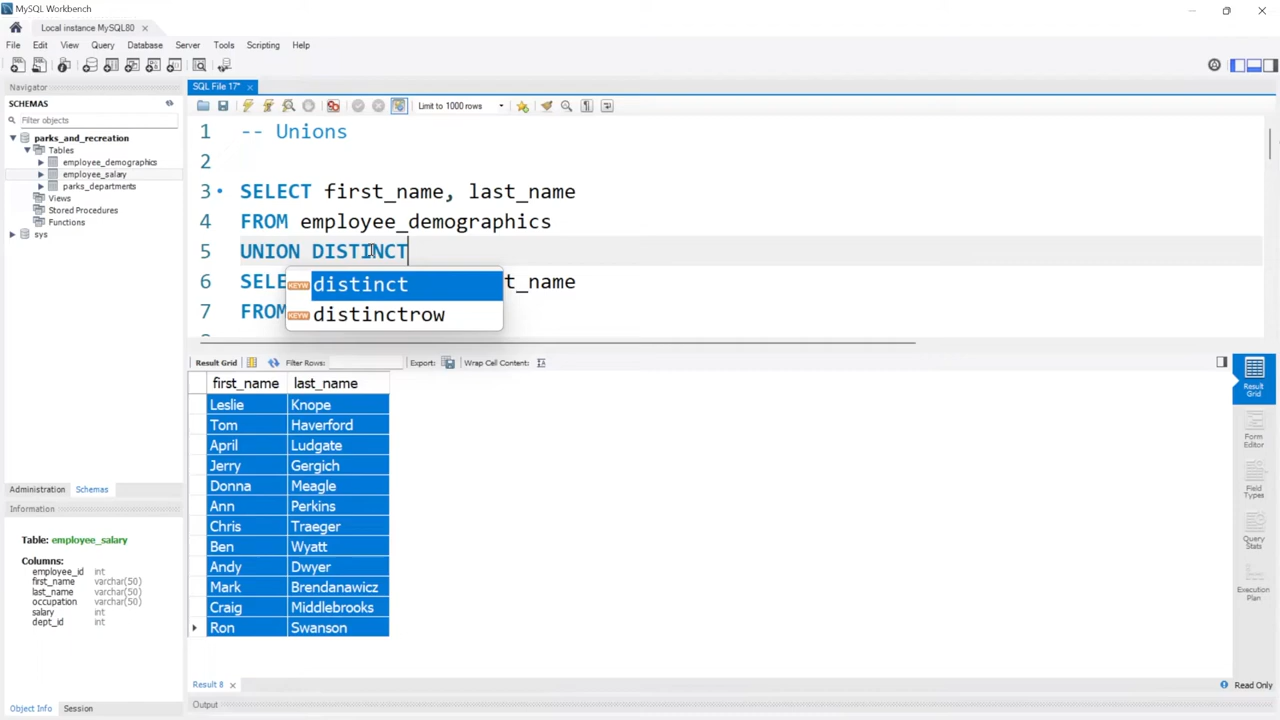 MySQL Workbench
Local instance MySQL80
File Edit View Query Database Server Tools Scripting Help
Navigator
SCHEMAS
Filter objects
parks_and_recreation
Tables
employee_demographics
employee_salary
parks_departments
Views
Stored Procedures
Functions
sys
Administration Schemas
Information
Table: employee_salary
Columns:
employee_id int
first_name varchar(50)
last_name varchar(50)
occupation varchar(50)
salary int
dept_id int
Object Info Session
SQL File 17*
Limit to 1000 rows
1 -- Unions
2
3 SELECT first_name, last_name
4 FROM employee_demographics
5 UNION DISTINCT
6 SELE t_name
7 FROM
KEYW distinct
KEYW distinctrow
Result Grid Filter Rows: Export: Wrap Cell Content:
first_name last_name
Leslie Knope
Tom Haverford
April Ludgate
Jerry Gergich
Donna Meagle
Ann Perkins
Chris Traeger
Ben Wyatt
Andy Dwyer
Mark Brendanawicz
Craig Middlebrooks
Ron Swanson
Result 8
Output
Result
Grid
Form
Editor
Field
Types
Query
Stats
Execution
Plan
Read Only